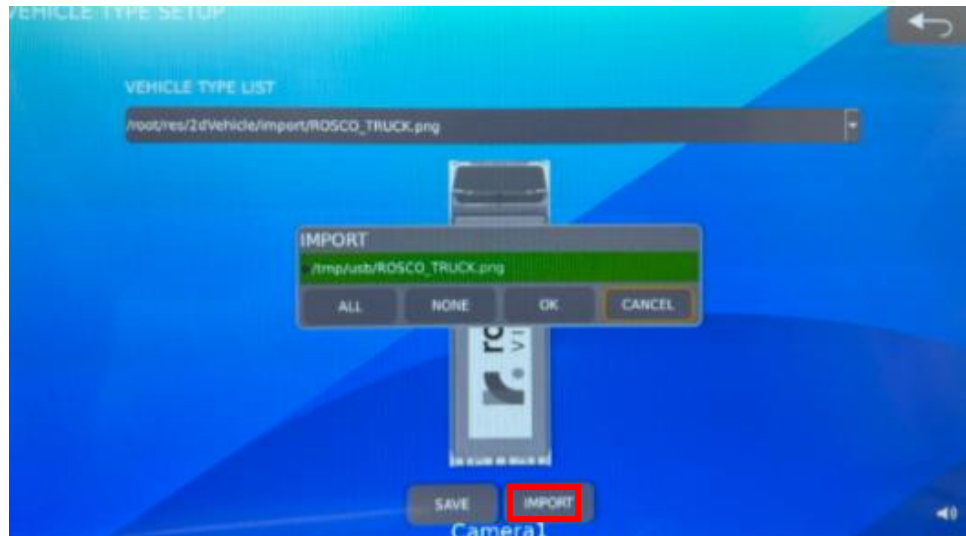 VEHICLE TYPE SETUP
VEHICLE TYPE LIST
/root/res/2dVehicle/import/ROSCO_TRUCK.png
IMPORT
/tmp/usb/ROSCO_TRUCK.png
ALL NONE OK CANCEL
SAVE IMPORT
Camera1